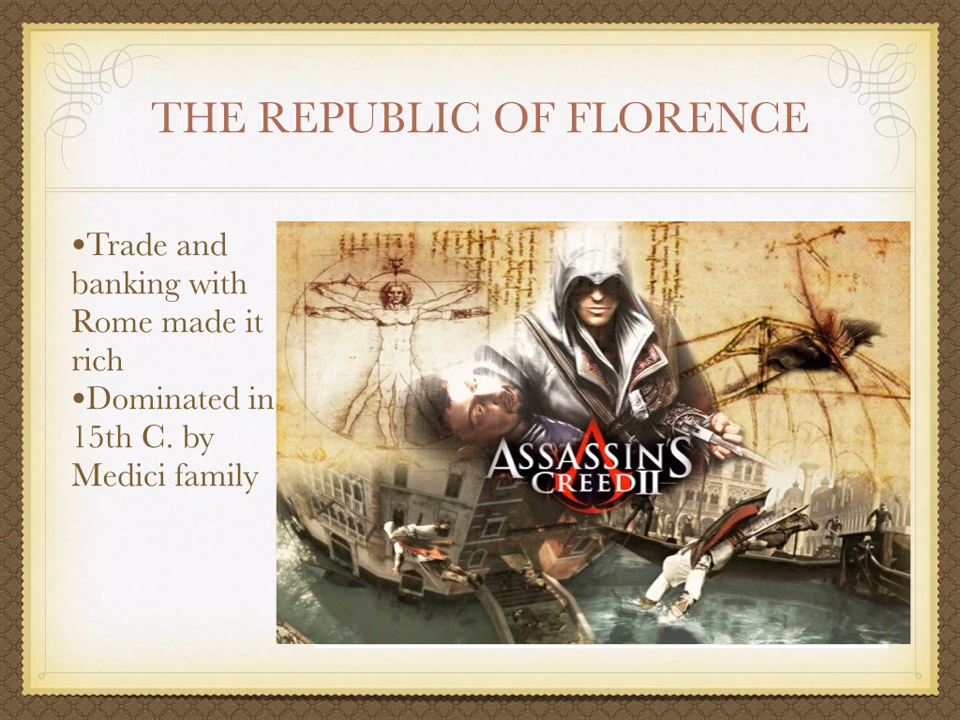 THE REPUBLIC OF FLORENCE
•Trade and
banking with
Rome made it
rich
•Dominated in
15th C. by
Medici family
ASSASSIN'S
CREED II